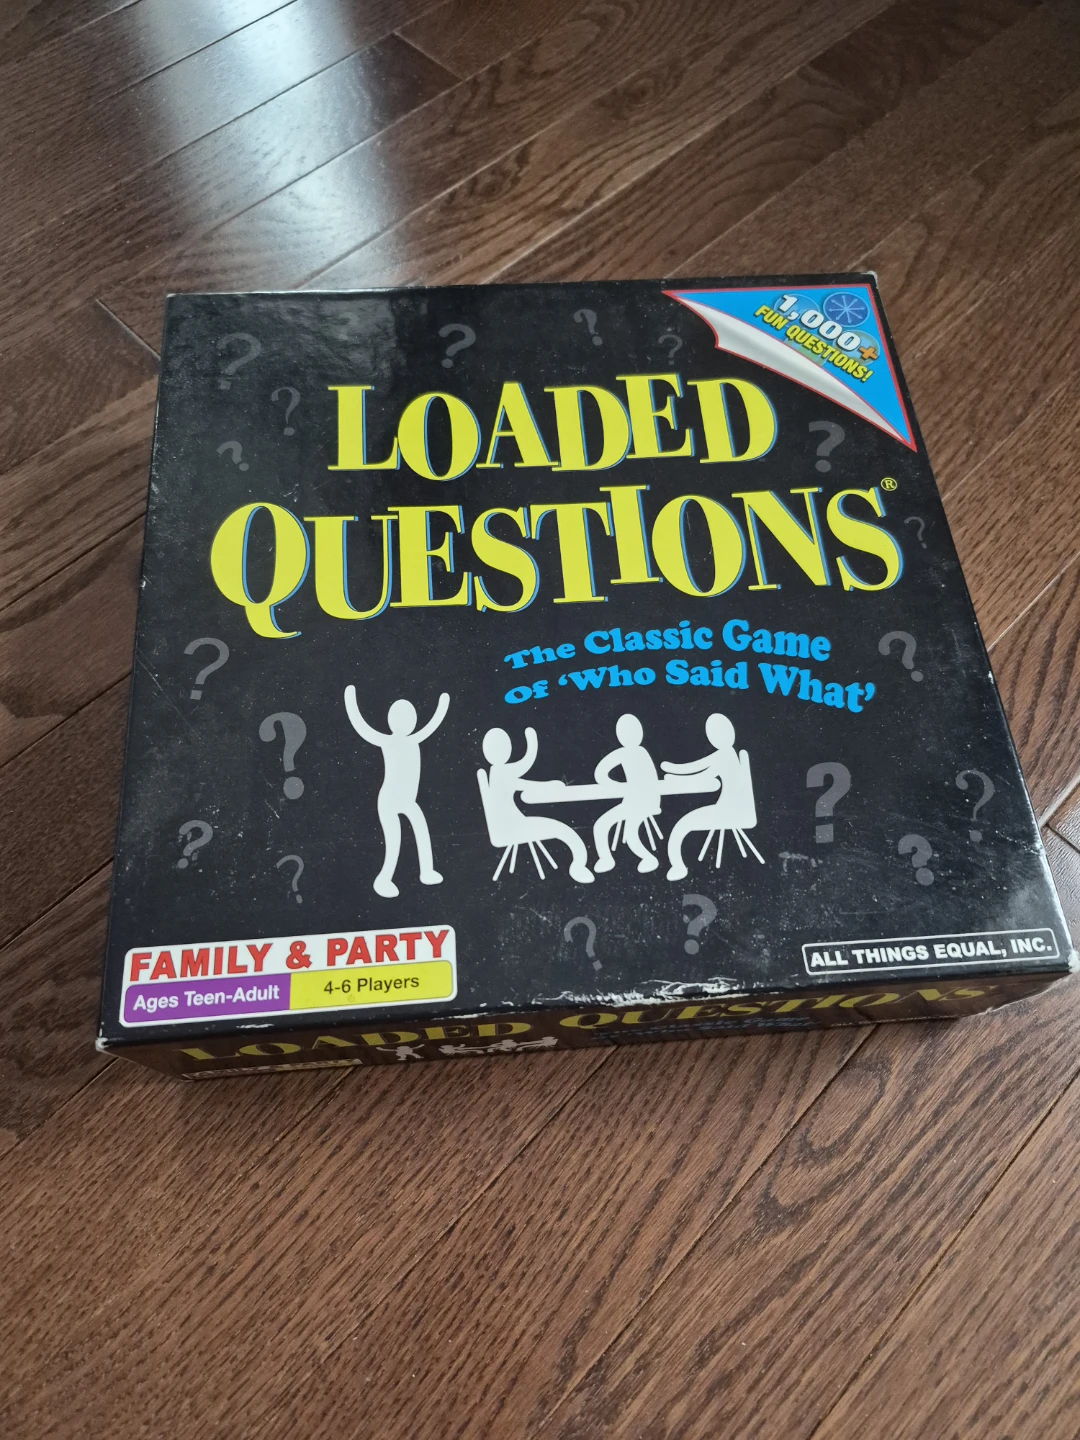 1,000+
FUN QUESTIONS!
LOADED
QUESTIONS®
The Classic Game
Of ‘Who Said What’
FAMILY & PARTY
Ages Teen-Adult
4-6 Players
ALL THINGS EQUAL, INC.
LOADED QUESTIONS